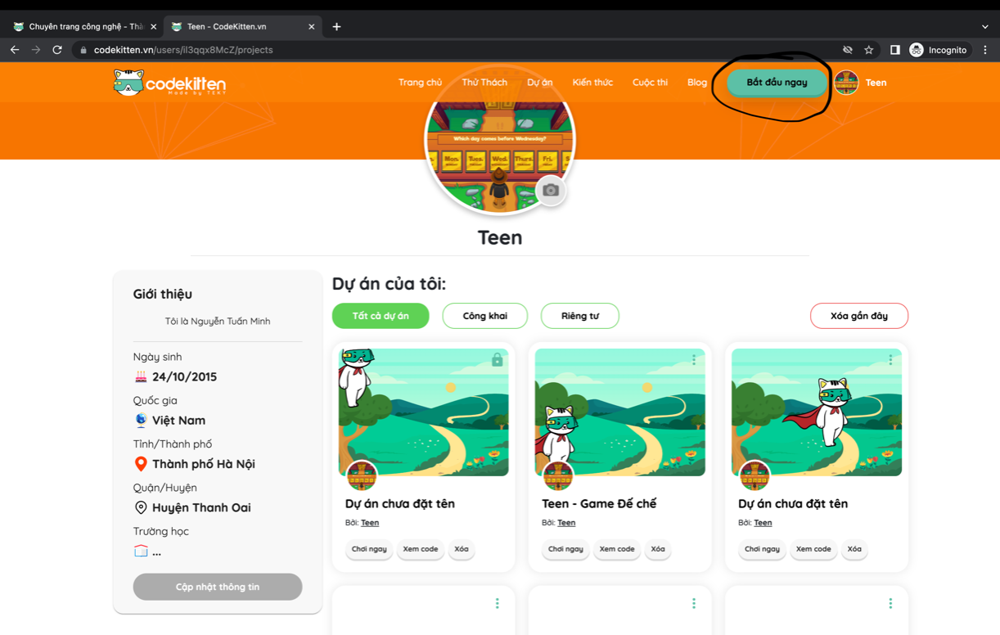 Chuyên trang công nghệ - Thà
Teen - CodeKitten.vn
codekitten.vn/users/il3qqx8McZ/projects
Incognito
codekitten
Made by TEKY
Trang chủ
Thử Thách
Dự án
Kiến thức
Cuộc thi
Blog
Bắt đầu ngay
Teen
Which day comes before Wednesday?
Mon.
Tues.
Wed.
Thurs.
Fri.
S
Teen
Giới thiệu
Tôi là Nguyễn Tuấn Minh
Ngày sinh
24/10/2015
Quốc gia
Việt Nam
Tỉnh/Thành phố
Thành phố Hà Nội
Quận/Huyện
Huyện Thanh Oai
Trường học
...
Cập nhật thông tin
Dự án của tôi:
Tất cả dự án
Công khai
Riêng tư
Xóa gần đây
Dự án chưa đặt tên
Bởi: Teen
Chơi ngay
Xem code
Xóa
Teen - Game Đế chế
Bởi: Teen
Chơi ngay
Xem code
Xóa
Dự án chưa đặt tên
Bởi: Teen
Chơi ngay
Xem code
Xóa